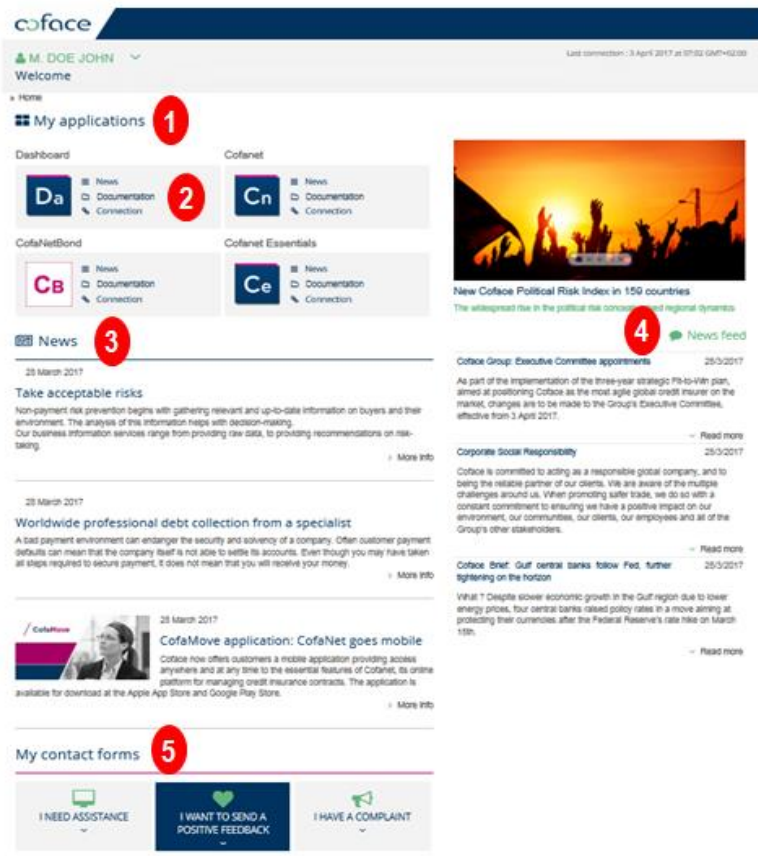 coface
M. DOE JOHN
Last connection : 3 April 2017 at 07:02 GMT+02:00
Welcome
Home
My applications
1
Dashboard
Cofanet
Da
News
Documentation
Connection
2
Cn
News
Documentation
Connection
CofaNetBond
Cofanet Essentials
CB
News
Documentation
Connection
Ce
News
Documentation
Connection
New Coface Political Risk Index in 159 countries
The widespread rise in the political risk regional dynamics
4
News feed
News
3
28 March 2017
Take acceptable risks
Non-payment risk prevention begins with gathering relevant and up-to-date information on buyers and their
environment. The analysis of this information helps with decision-making.
Our business information services range from providing raw data, to providing recommendations on risk-
taking.
More info
28 March 2017
Worldwide professional debt collection from a specialist
A bad payment environment can endanger the security and solvency of a company. Often customer payment
defaults can mean that the company itself is not able to settle its accounts. Even though you may have taken
all steps required to secure payment, it does not mean that you will receive your money.
More info
CofaMove
28 March 2017
CofaMove application: CofaNet goes mobile
Coface now offers customers a mobile application providing access
anywhere and at any time to the essential features of Cofanet, its online
platform for managing credit insurance contracts. The application is
available for download at the Apple App Store and Google Play Store.
More info
Coface Group: Executive Committee appointments 28/3/2017
As part of the implementation of the three-year strategic Fit-to-Win plan,
aimed at positioning Coface as the most agile global credit insurer on the
market, changes are to be made to the Group's Executive Committee,
effective from 3 April 2017.
Read more
Corporate Social Responsibility 28/3/2017
Coface is committed to acting as a responsible global company, and to
being the reliable partner of our clients. We are aware of the multiple
challenges around us. When promoting safer trade, we do so with a
constant commitment to ensuring we have a positive impact on our
environment, our communities, our clients, our employees and all of the
Group's other stakeholders.
Read more
Coface Brief: Gulf central banks follow Fed, further 28/3/2017
tightening on the horizon
What ? Despite slower economic growth in the Gulf region due to lower
energy prices, four central banks raised policy rates in a move aiming at
protecting their currencies after the Federal Reserve's rate hike on March
15th.
Read more
My contact forms
5
I NEED ASSISTANCE
I WANT TO SEND A
POSITIVE FEEDBACK
I HAVE A COMPLAINT